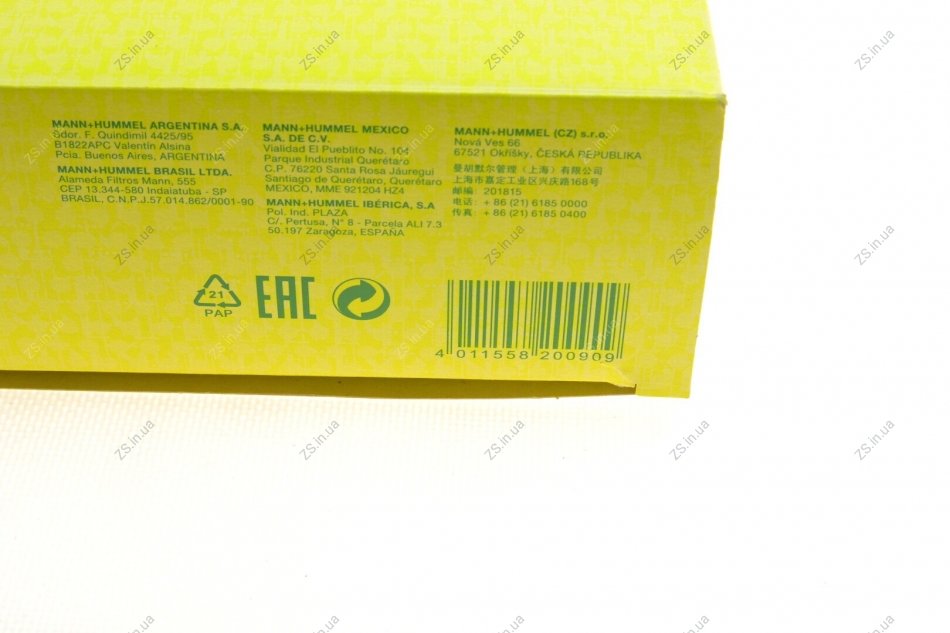 MANN+HUMMEL ARGENTINA S.A.
Gdor. F. Quindimil 4425/95
B1822APC Valentín Alsina
Pcia. Buenos Aires, ARGENTINA
MANN+HUMMEL BRASIL LTDA.
Alameda Filtros Mann, 555
CEP 13.344-580 Indaiatuba - SP
BRASIL, C.N.P.J.57.014.862/0001-90
MANN+HUMMEL MEXICO
S.A. DE C.V.
Vialidad El Pueblito No. 104
Parque Industrial Querétaro
C.P. 76220 Santa Rosa Jáuregui
Santiago de Querétaro, Querétaro
MEXICO, MME 921204 HZ4
MANN+HUMMEL IBÉRICA, S.A
Pol. Ind. PLAZA
C/. Pertusa, N° 8 - Parcela ALI 7.3
50.197 Zaragoza, ESPAÑA
MANN+HUMMEL (CZ) s.r.o.
Nová Ves 66
67521 Okříšky, ČESKÁ REPUBLIKA
曼胡默尔管理（上海）有限公司
上海市嘉定工业区兴庆路168号
邮编: 201815
电话: + 86 (21) 6185 0000
传真: + 86 (21) 6185 0400
21
PAP
EAC
4 011558 200909
ZS.in.ua